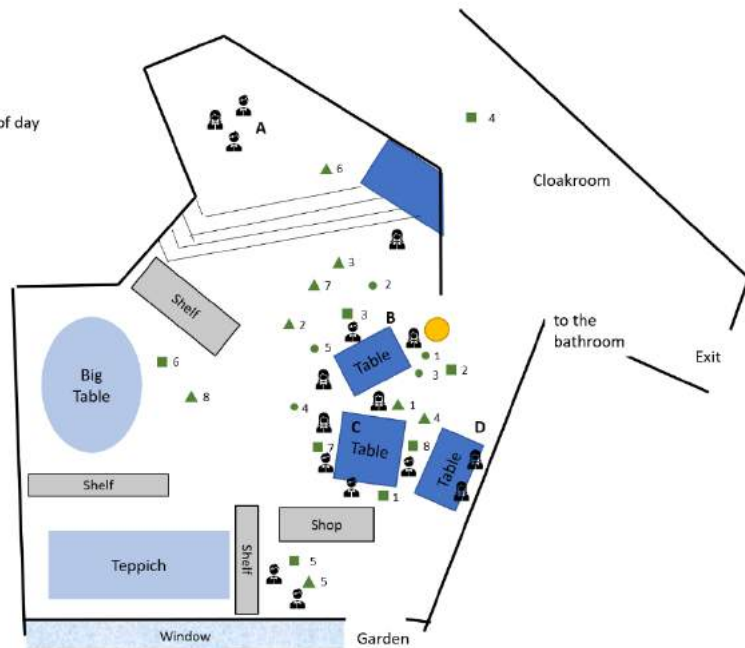 of day
A
4
6
Cloakroom
3
7
2
Shelf
3
B
2
5
Table
1
3
2
to the
bathroom
Exit
6
8
Big
Table
4
1
4
C
Table
7
8
D
Table
1
Shelf
Shelf
Shop
Teppich
5
5
Window
Garden